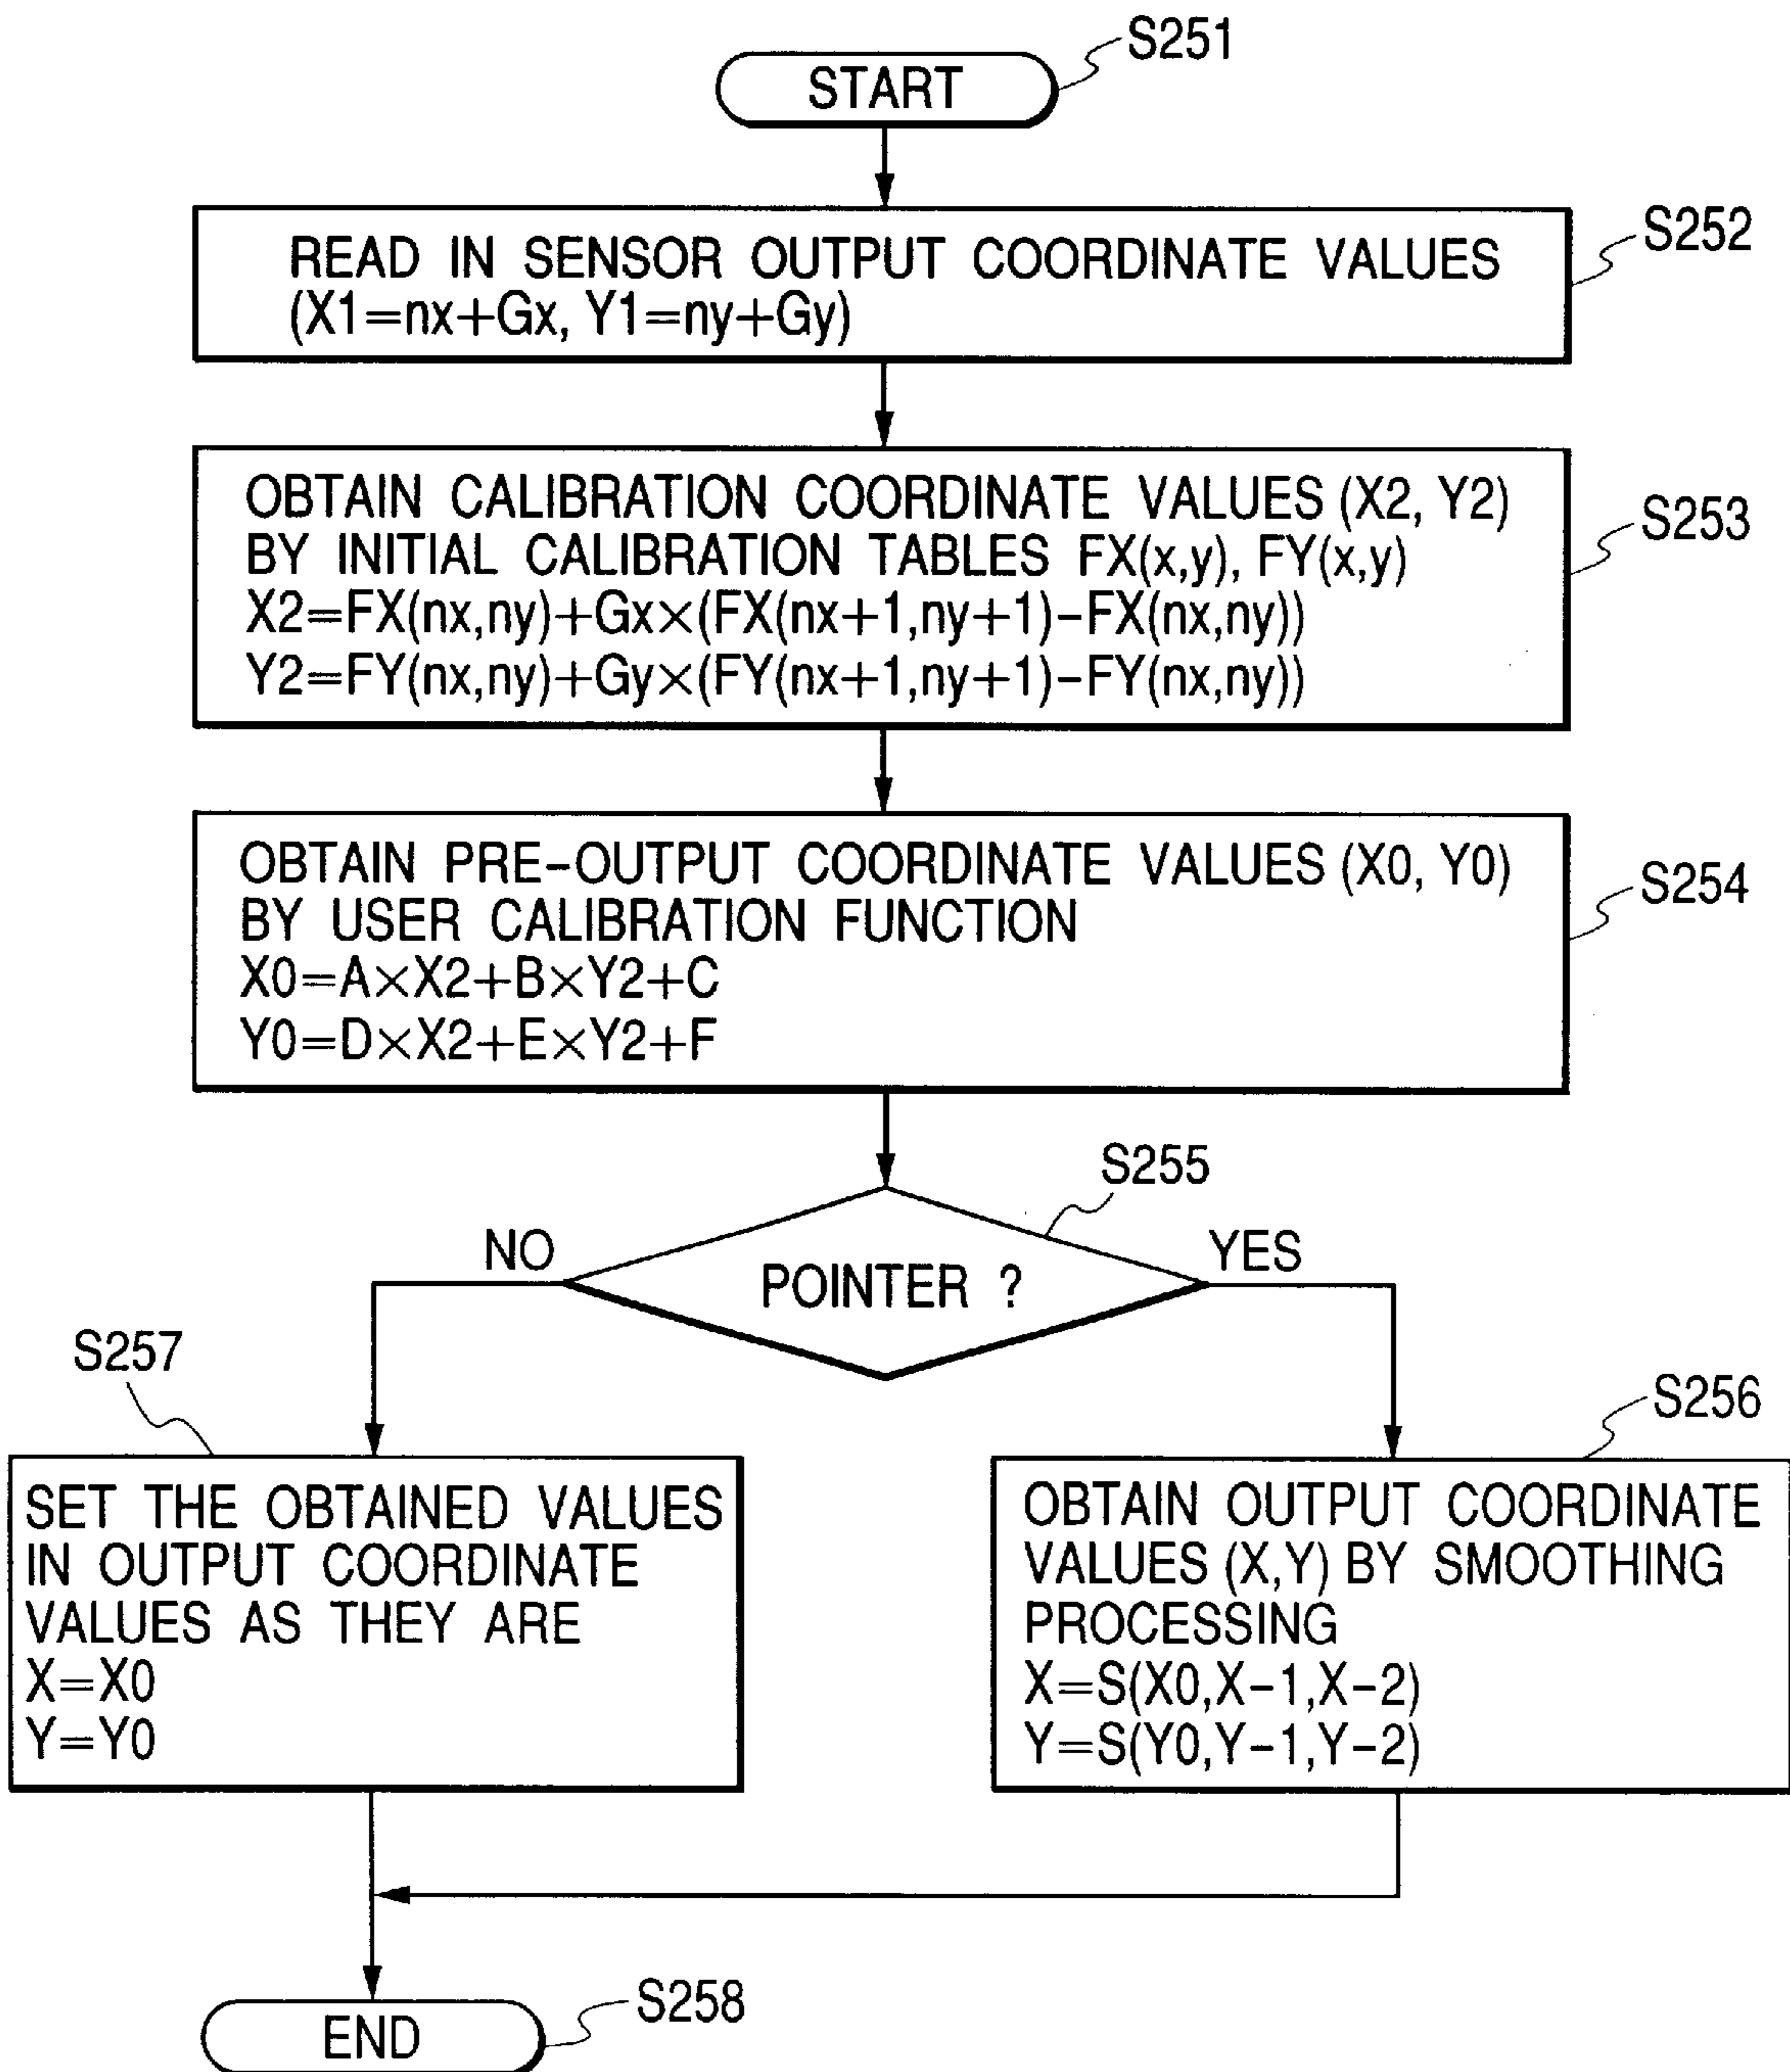 START
S251
READ IN SENSOR OUTPUT COORDINATE VALUES
(X1=nx+Gx, Y1=ny+Gy)
S252
OBTAIN CALIBRATION COORDINATE VALUES (X2, Y2)
BY INITIAL CALIBRATION TABLES FX(x,y), FY(x,y)
X2=FX(nx,ny)+Gx×(FX(nx+1,ny+1)-FX(nx,ny))
Y2=FY(nx,ny)+Gy×(FY(nx+1,ny+1)-FY(nx,ny))
S253
OBTAIN PRE-OUTPUT COORDINATE VALUES (X0, Y0)
BY USER CALIBRATION FUNCTION
X0=A×X2+B×Y2+C
Y0=D×X2+E×Y2+F
S254
S255
NO
POINTER ?
YES
S257
SET THE OBTAINED VALUES
IN OUTPUT COORDINATE
VALUES AS THEY ARE
X=X0
Y=Y0
S256
OBTAIN OUTPUT COORDINATE
VALUES (X,Y) BY SMOOTHING
PROCESSING
X=S(X0,X-1,X-2)
Y=S(Y0,Y-1,Y-2)
END
S258